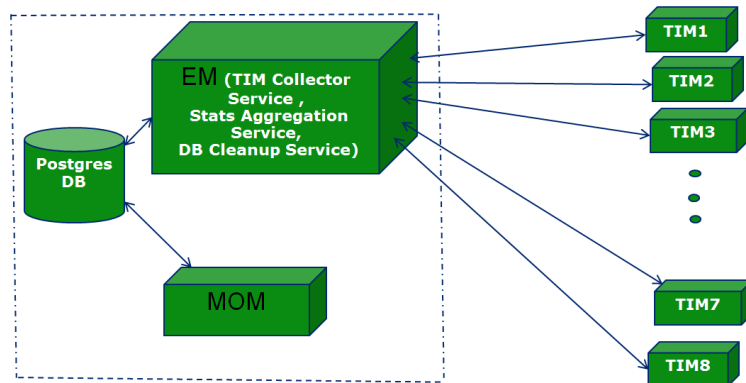 EM (TIM Collector
Service ,
Stats Aggregation
Service,
DB Cleanup Service)
Postgres
DB
MOM
TIM1
TIM2
TIM3
TIM7
TIM8